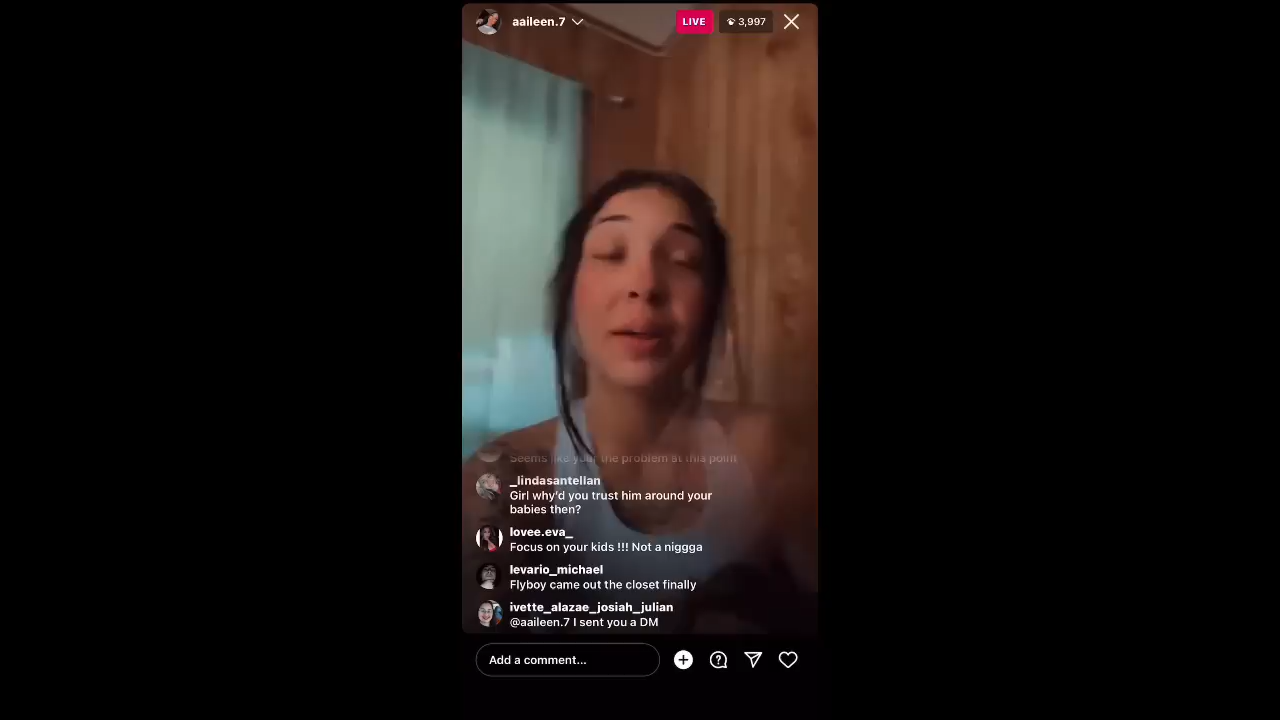 aaileen.7
LIVE
3,997
Seems like your the problem at this point
_lindasantellan
Girl why'd you trust him around your
babies then?
lovee.eva_
Focus on your kids !!! Not a niggga
levario_michael
Flyboy came out the closet finally
ivette_alazae_josiah_julian
@aaileen.7 I sent you a DM
Add a comment...